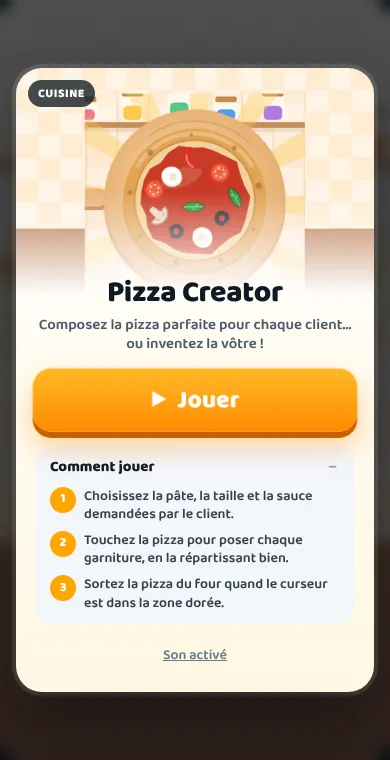 CUISINE
Pizza Creator
Composez la pizza parfaite pour chaque client...
ou inventez la vôtre !
Jouer
Comment jouer
1 Choisissez la pâte, la taille et la sauce
demandées par le client.
2 Touchez la pizza pour poser chaque
garniture, en la répartissant bien.
3 Sortez la pizza du four quand le curseur
est dans la zone dorée.
Son activé